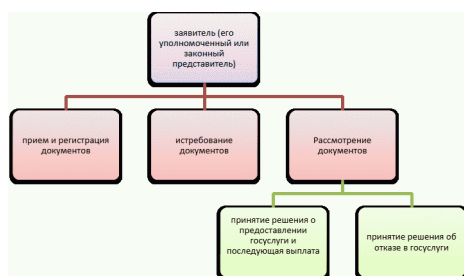 заявитель (его
уполномоченный или
законный
представитель)
прием и регистрация
документов
истребование
документов
Рассмотрение
документов
принятие решения о
предоставлении
госуслуги и
последующая выплата
принятие решения об
отказе в госуслуги